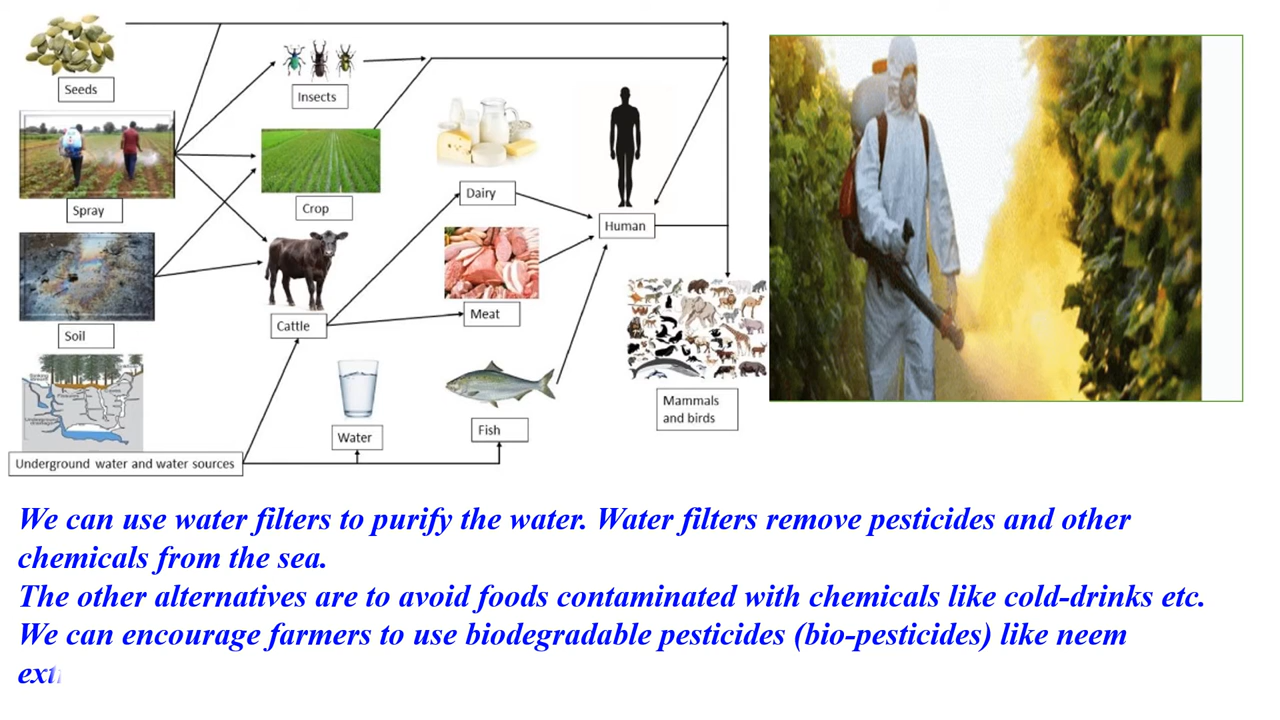 Seeds
Insects
Spray
Crop
Dairy
Human
Soil
Cattle
Meat
Mammals
and birds
Water
Fish
Underground water and water sources
We can use water filters to purify the water. Water filters remove pesticides and other
chemicals from the sea.
The other alternatives are to avoid foods contaminated with chemicals like cold-drinks etc.
We can encourage farmers to use biodegradable pesticides (bio-pesticides) like neem